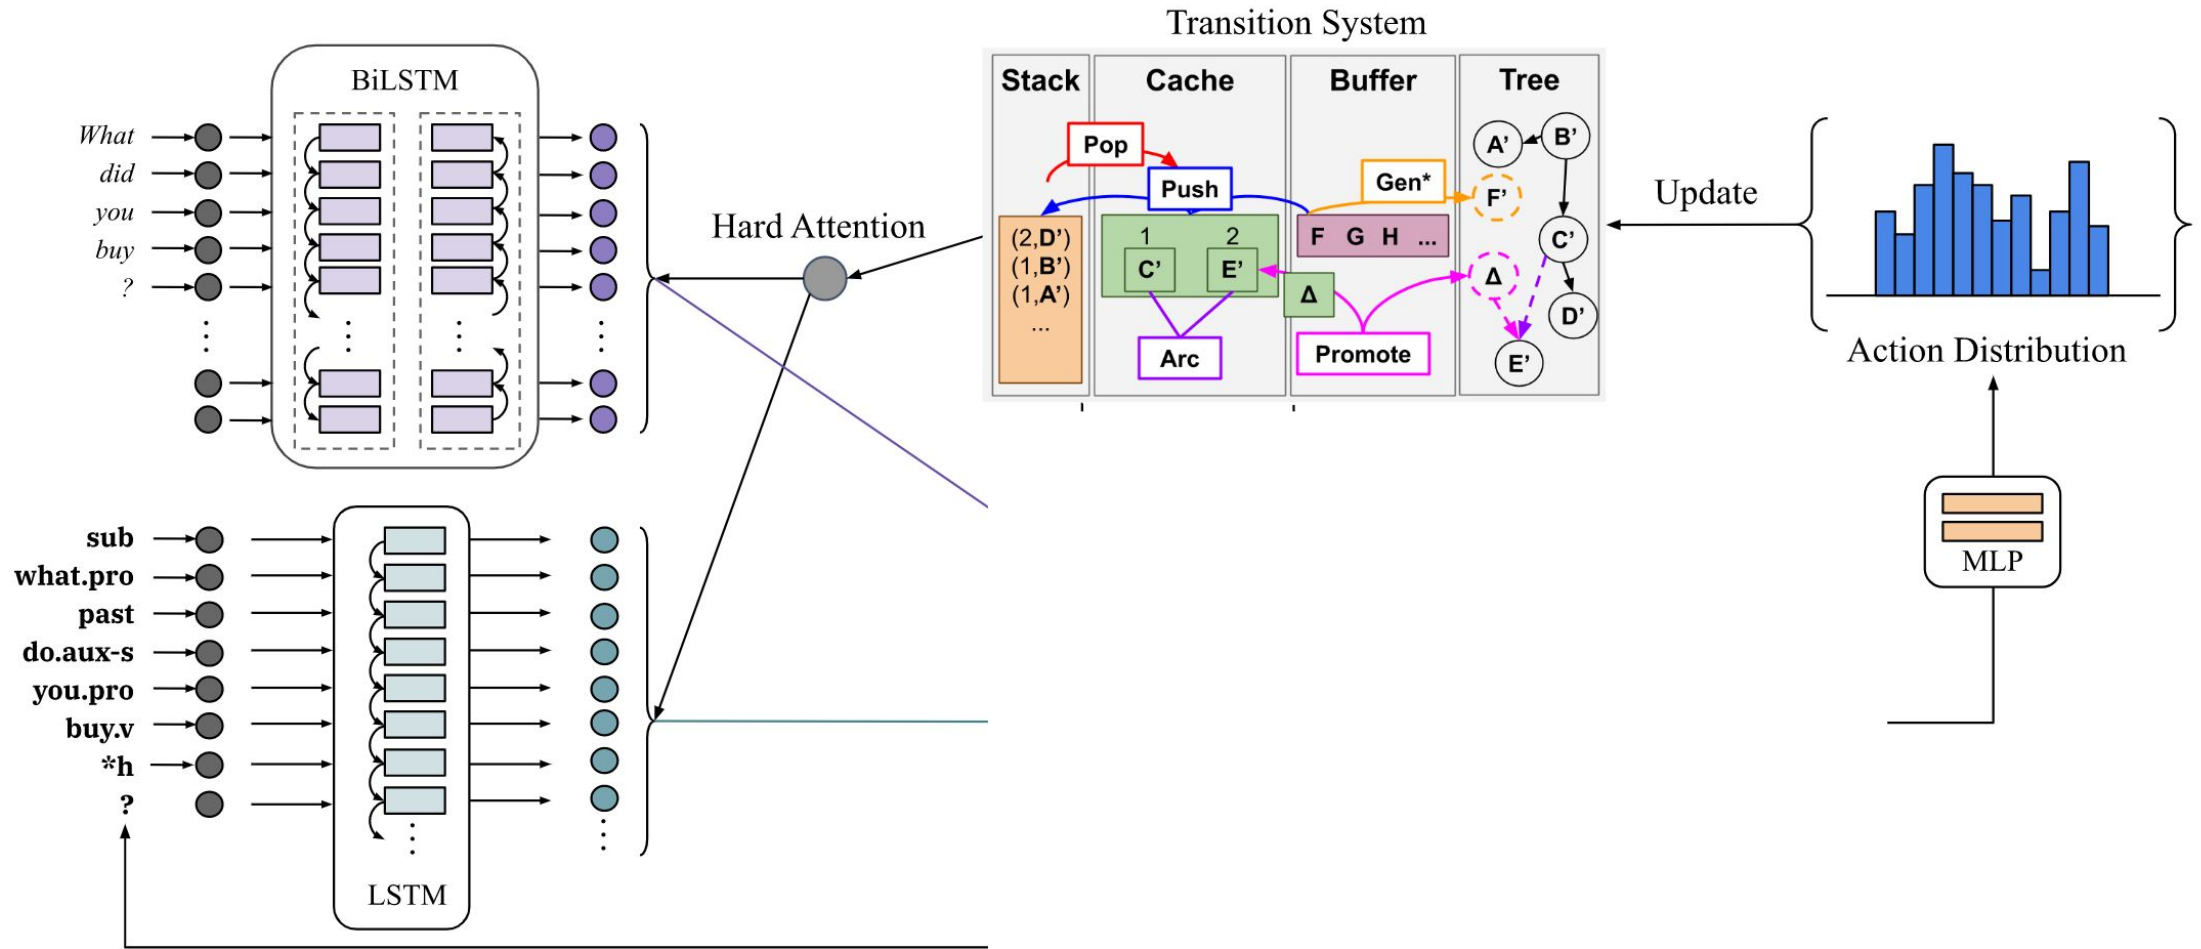 Transition System
BiLSTM
What
did
you
buy
?
Hard Attention
Stack
Cache
Buffer
Tree
Pop
Push
Gen*
(2,D')
(1,B')
(1,A')
...
1
2
C'
E'
F G H ...
Δ
Arc
Promote
A'
B'
F'
C'
Δ
D'
E'
Update
Action Distribution
MLP
sub
what.pro
past
do.aux-s
you.pro
buy.v
*h
?
LSTM